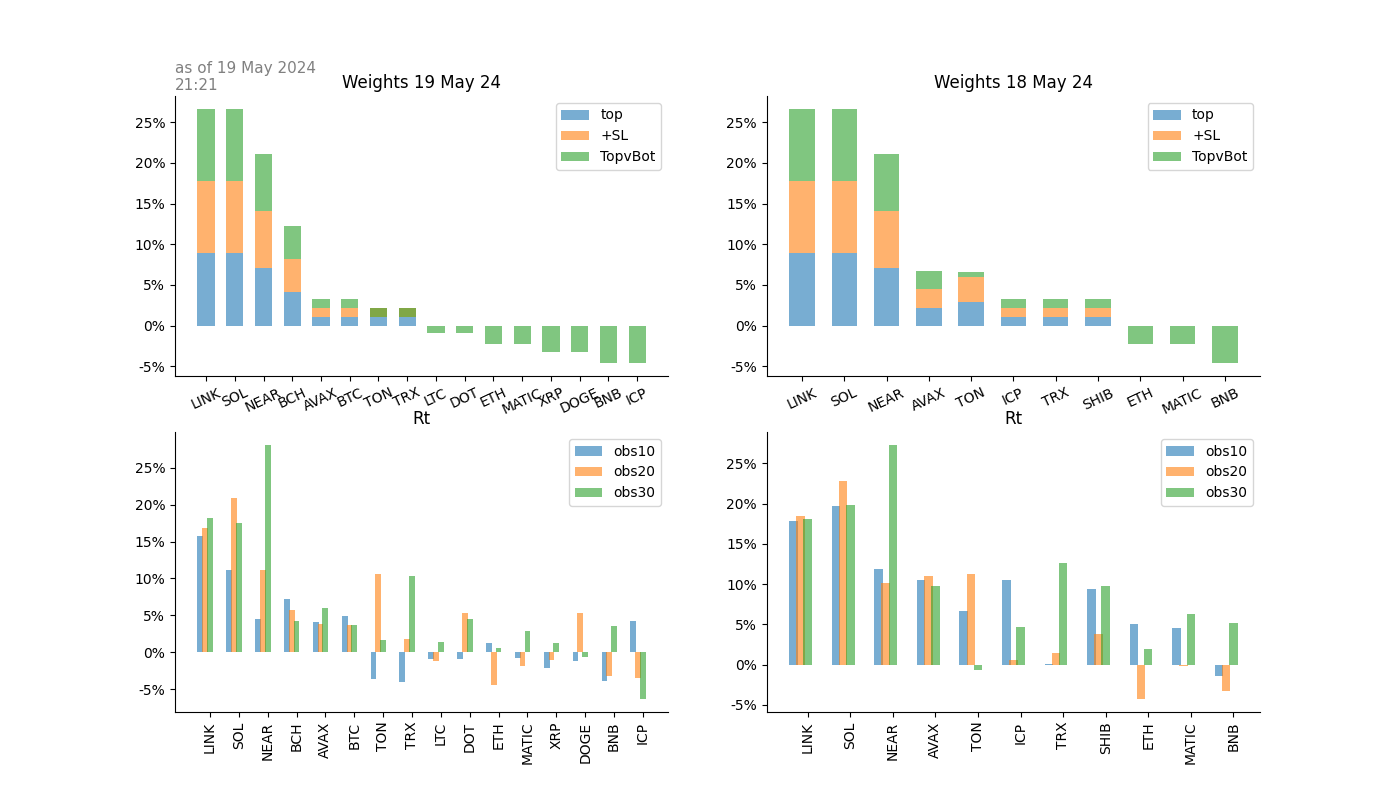 as of 19 May 2024
21:21
Weights 19 May 24
25%
20%
15%
10%
5%
0%
-5%
top
+SL
TopvBot
LINK SOL NEAR BCH AVAX BTC TON TRX LTC DOT ETH MATIC XRP DOGE BNB ICP
Weights 18 May 24
25%
20%
15%
10%
5%
0%
-5%
top
+SL
TopvBot
LINK SOL NEAR AVAX TON ICP TRX SHIB ETH MATIC BNB
Rt
25%
20%
15%
10%
5%
0%
-5%
obs10
obs20
obs30
LINK SOL NEAR BCH AVAX BTC TON TRX LTC DOT ETH MATIC XRP DOGE BNB ICP
Rt
25%
20%
15%
10%
5%
0%
-5%
obs10
obs20
obs30
LINK SOL NEAR AVAX TON ICP TRX SHIB ETH MATIC BNB